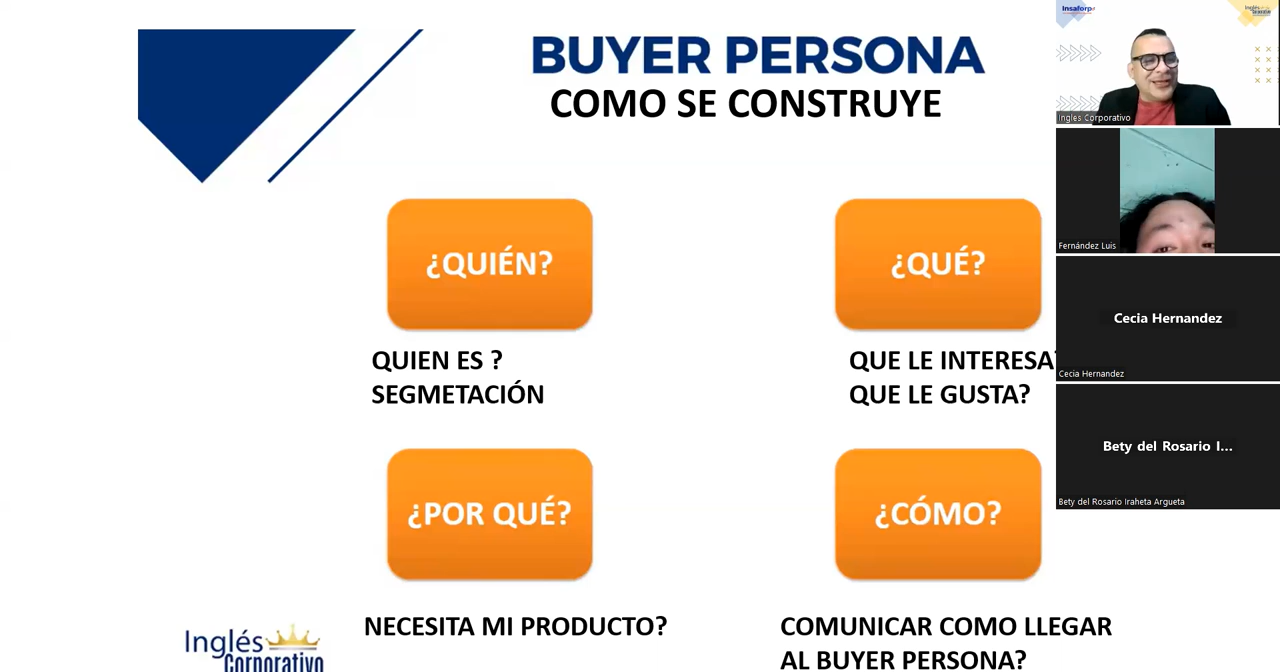 BUYER PERSONA
COMO SE CONSTRUYE
¿QUIÉN?
¿QUÉ?
QUIEN ES ?
SEGMETACIÓN
QUE LE INTERESA?
QUE LE GUSTA?
¿POR QUÉ?
¿CÓMO?
NECESITA MI PRODUCTO?
COMUNICAR COMO LLEGAR
AL BUYER PERSONA?
Inglés
Corporativo
Insaforp
Ingles Corporativo
Fernández Luis
Cecia Hernandez
Cecia Hernandez
Bety del Rosario I...
Bety del Rosario Iraheta Argueta